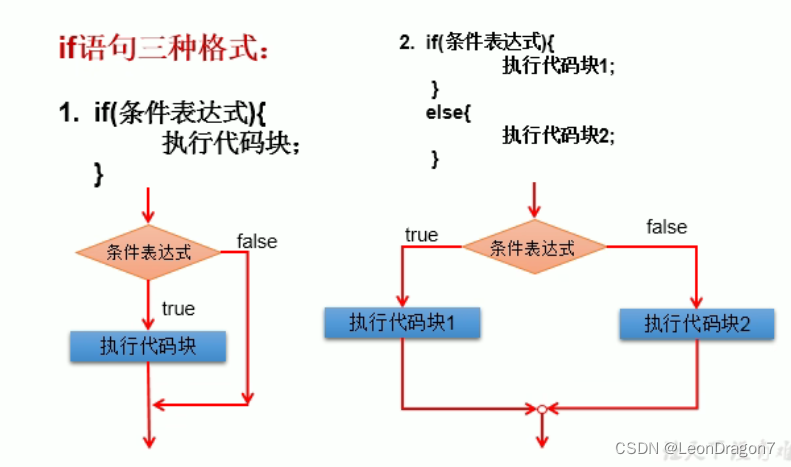 if语句三种格式：
1. if(条件表达式){
执行代码块；
}
条件表达式
false
true
执行代码块
2. if(条件表达式){
执行代码块1;
}
else{
执行代码块2;
}
true
条件表达式
false
执行代码块1
执行代码块2
CSDN @LeonDragon7